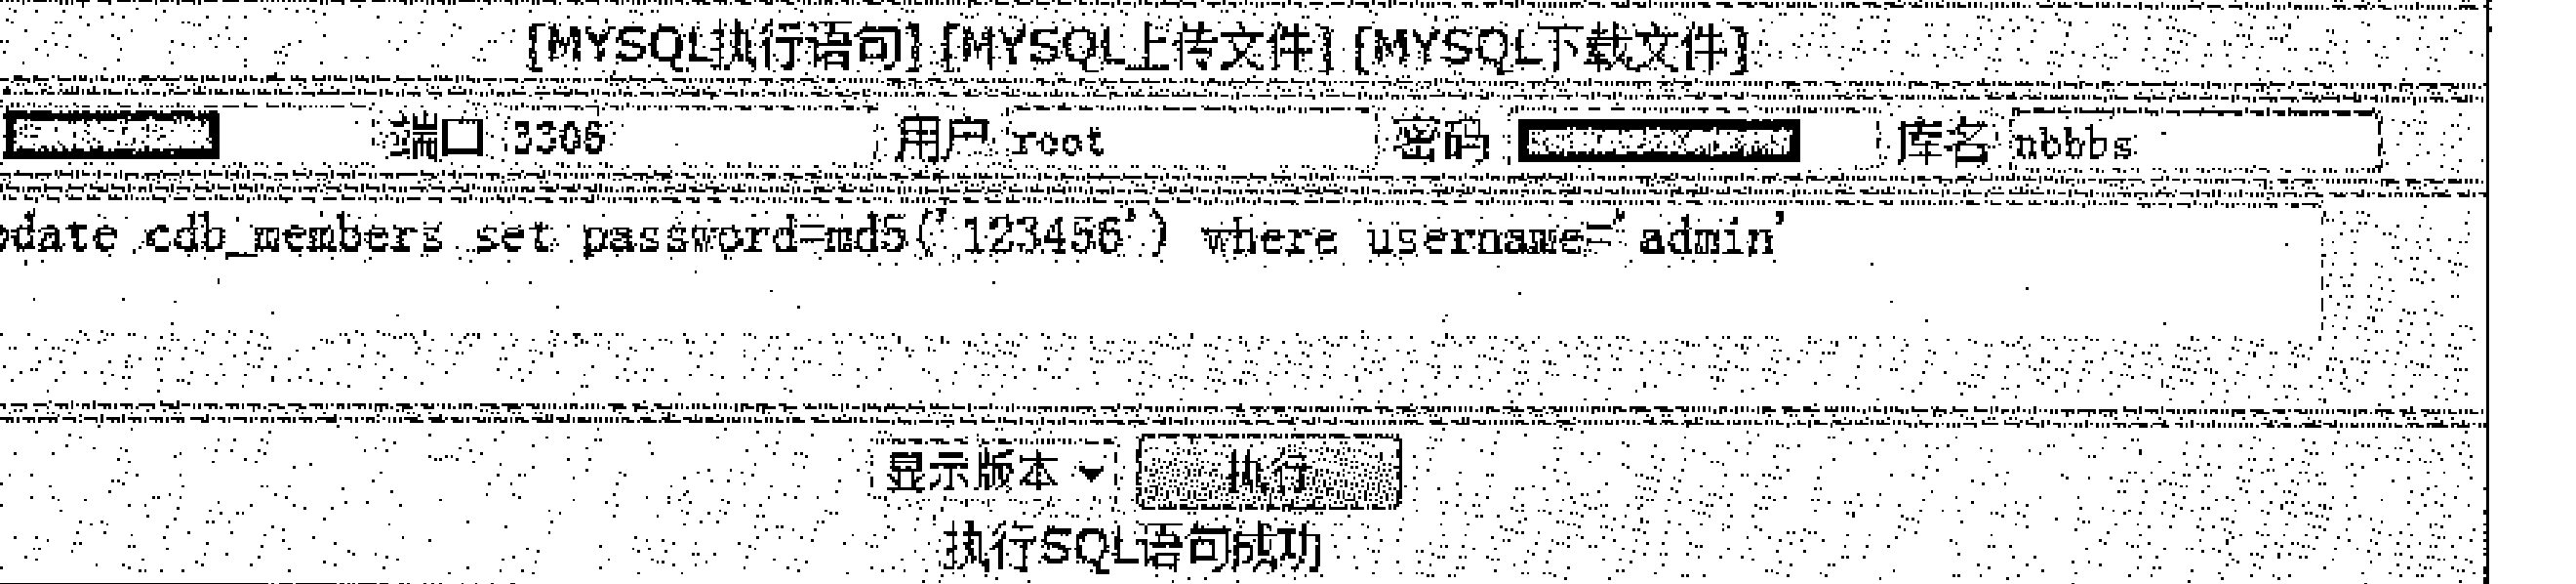 [MYSQL执行语句] [MYSQL上传文件] [MYSQL下载文件]
端口 3306 用户 root 密码 库名 nbbbs
pdate cdb_members set password=md5('123456') where username='admin'
显示版本 执行
执行SQL语句成功